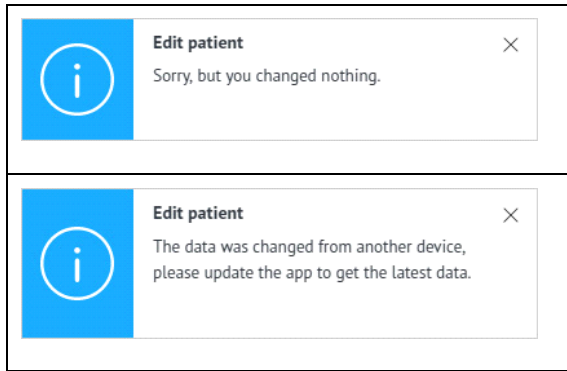 Edit patient
Sorry, but you changed nothing.
Edit patient
The data was changed from another device,
please update the app to get the latest data.